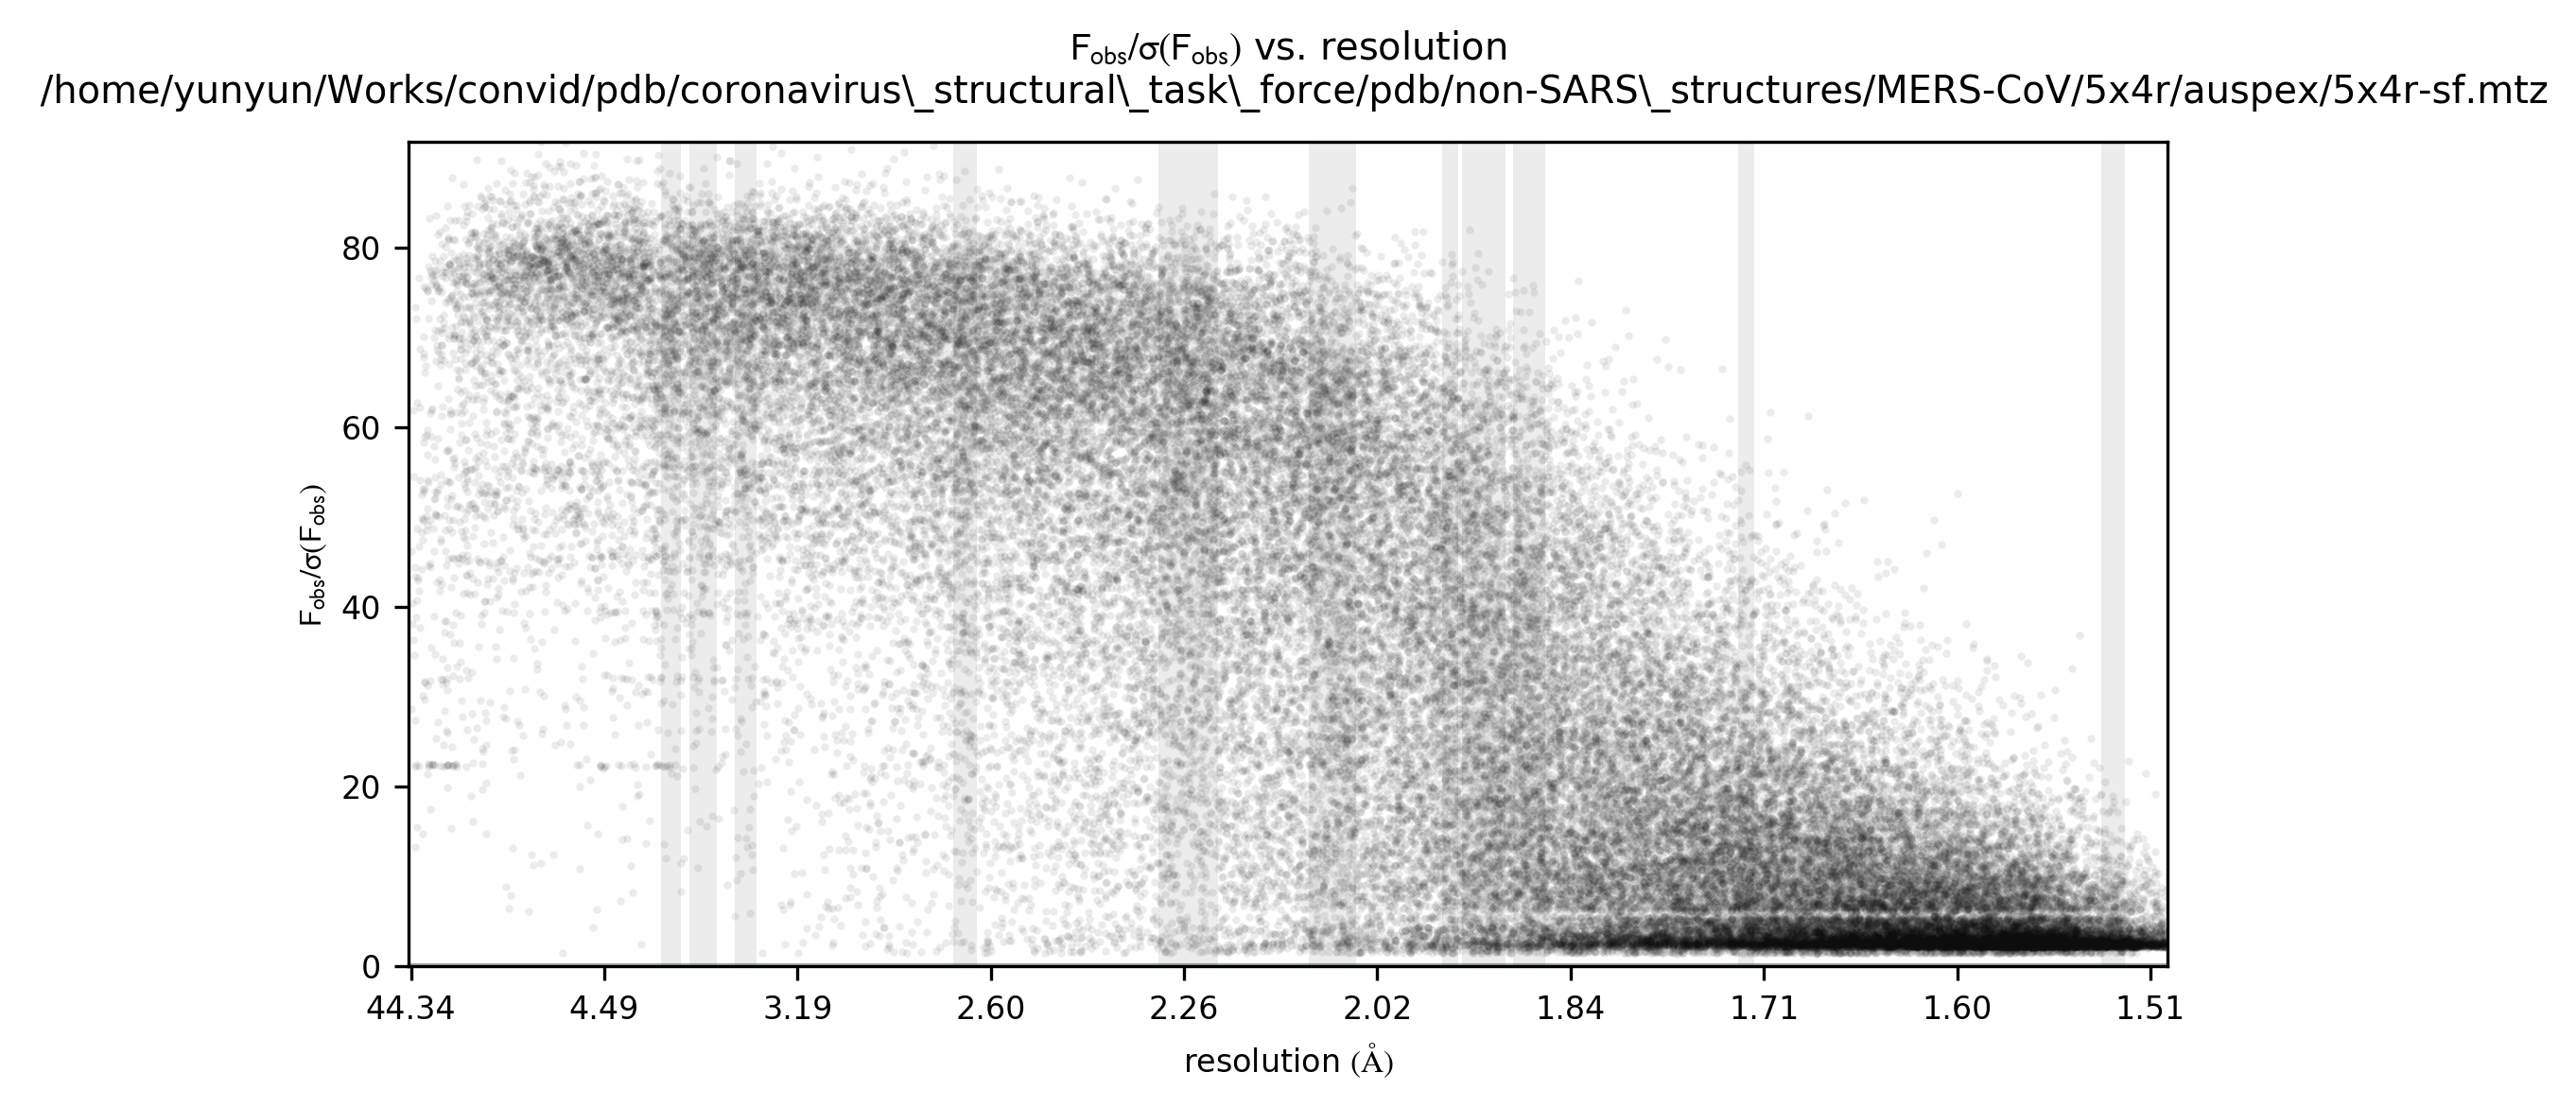 Fobs/σ(Fobs) vs. resolution
/home/yunyun/Works/convid/pdb/coronavirus\_structural\_task\_force/pdb/non-SARS\_structures/MERS-CoV/5x4r/auspex/5x4r-sf.mtz
Fobs/σ(Fobs)
80
60
40
20
0
44.34 4.49 3.19 2.60 2.26 2.02 1.84 1.71 1.60 1.51
resolution (Å)